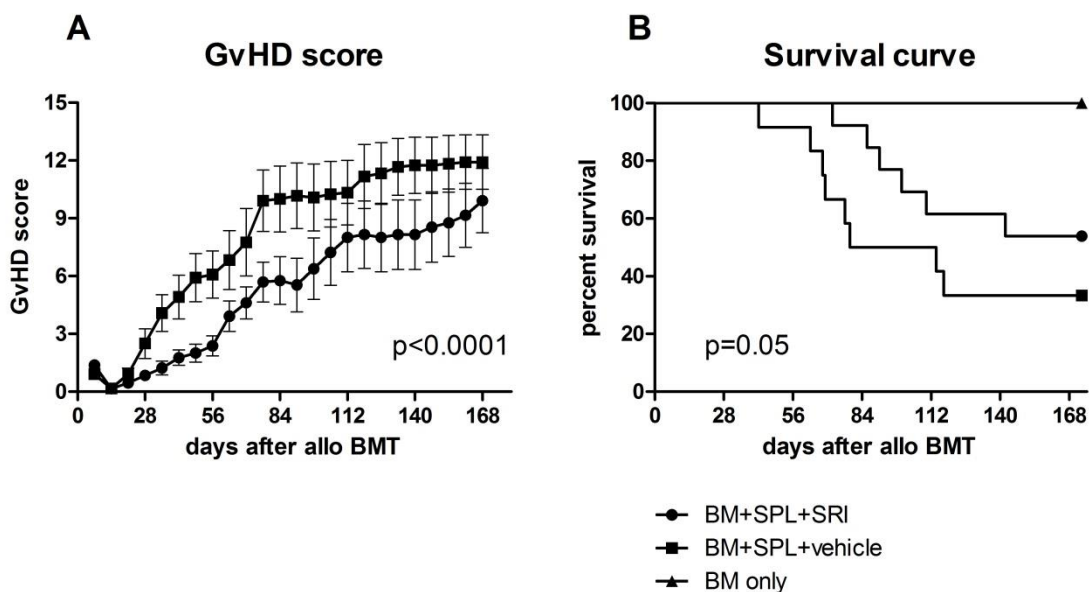 A
GvHD score
15
12
9
6
3
0
GvHD score
p<0.0001
0 28 56 84 112 140 168
days after allo BMT
B
Survival curve
100
80
60
40
20
0
percent survival
p=0.05
0 28 56 84 112 140 168
days after allo BMT
BM+SPL+SRI
BM+SPL+vehicle
BM only